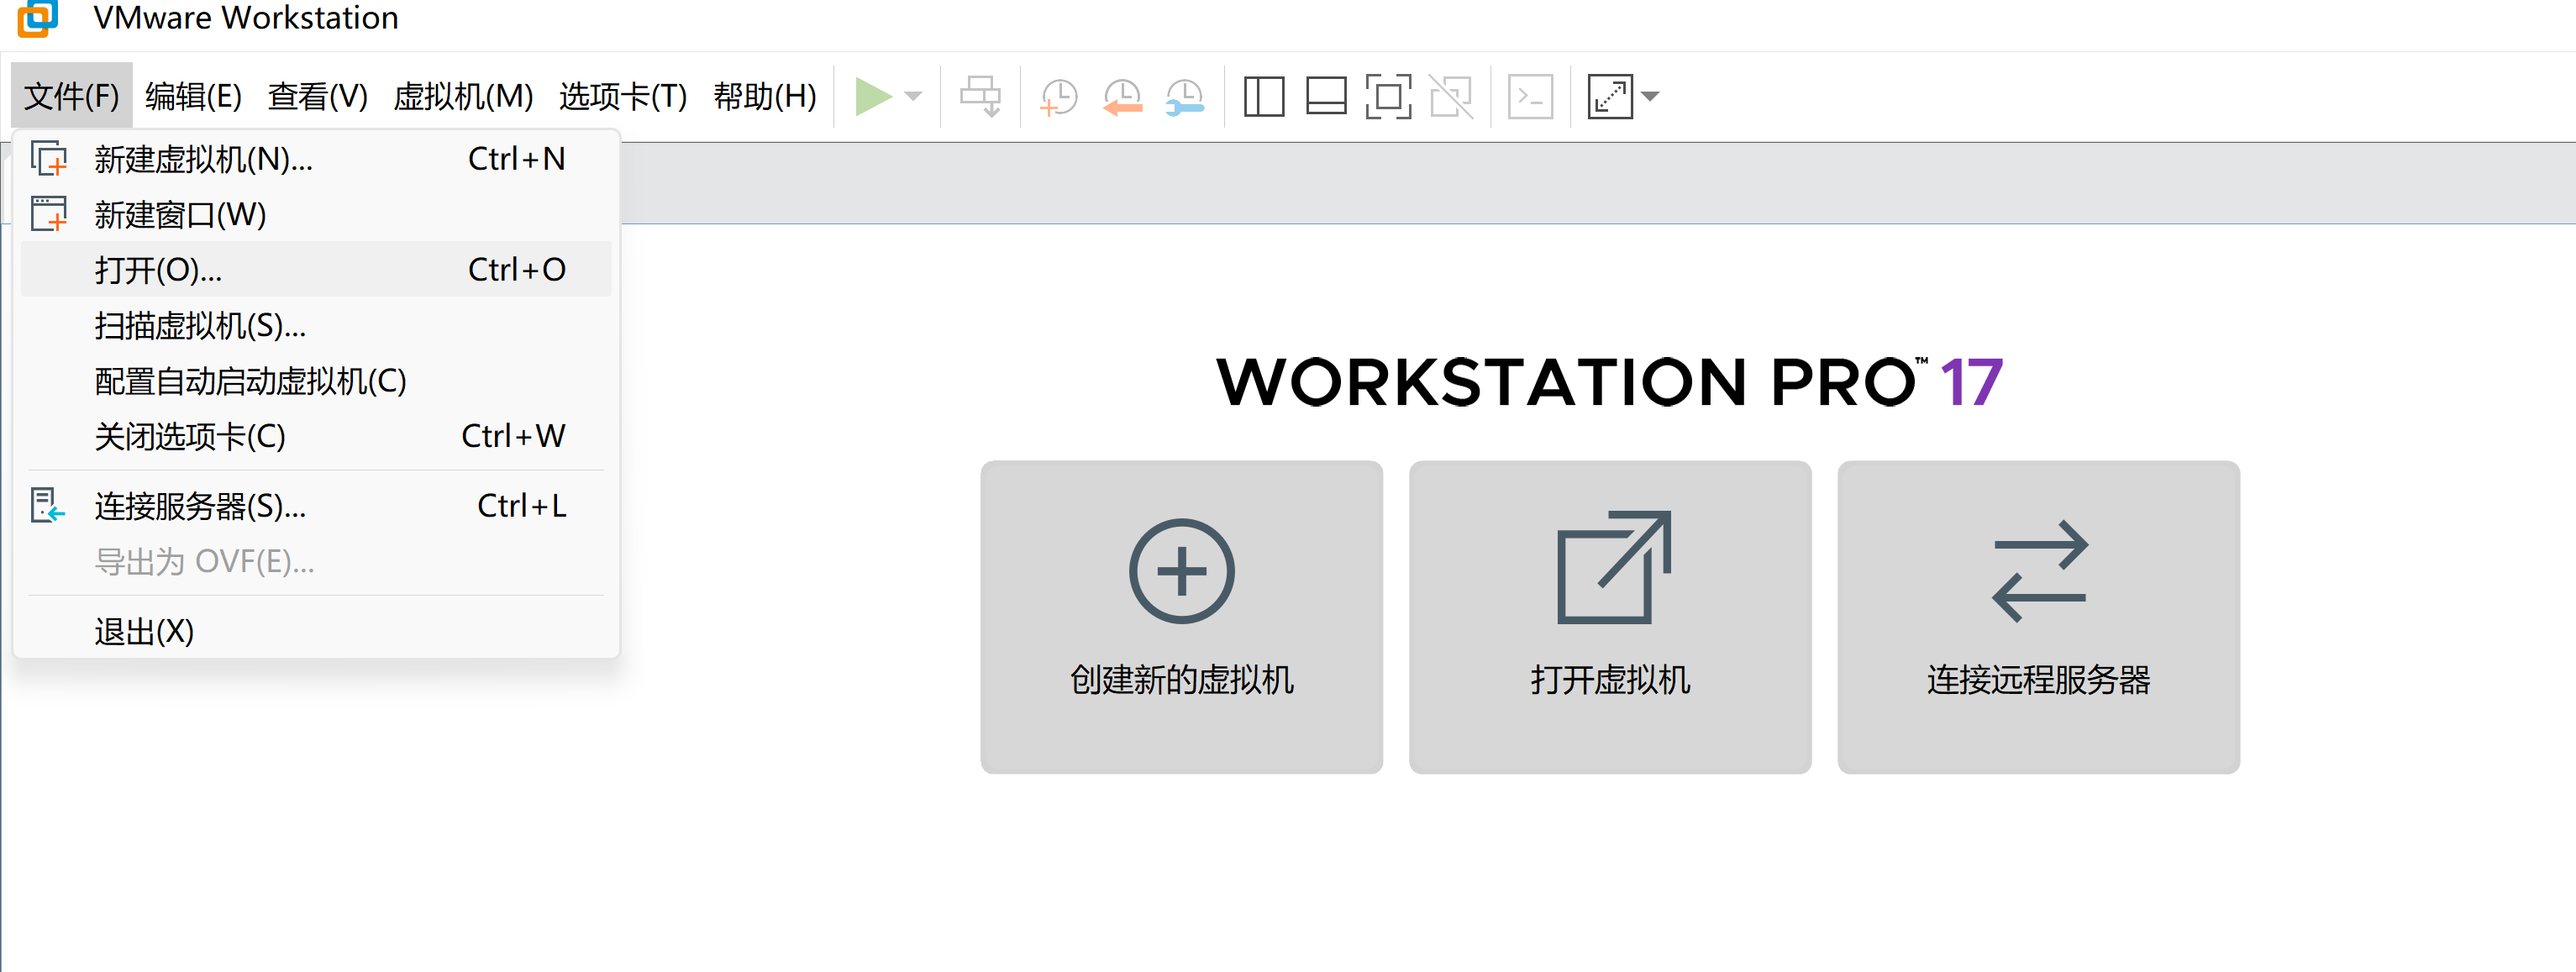 VMware Workstation
文件(F) 编辑(E) 查看(V) 虚拟机(M) 选项卡(T) 帮助(H)
新建虚拟机(N)... Ctrl+N
新建窗口(W)
打开(O)... Ctrl+O
扫描虚拟机(S)...
配置自动启动虚拟机(C)
关闭选项卡(C) Ctrl+W
连接服务器(S)... Ctrl+L
导出为 OVF(E)...
退出(X)
WORKSTATION PRO™ 17
创建新的虚拟机
打开虚拟机
连接远程服务器